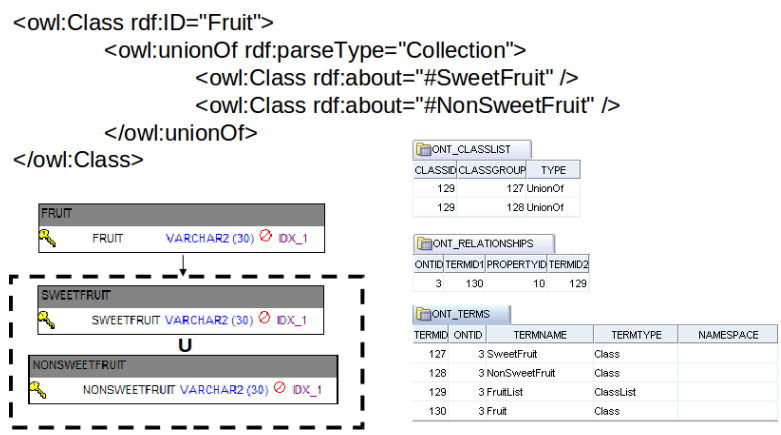 <owl:Class rdf:ID="Fruit">
<owl:unionOf rdf:parseType="Collection">
<owl:Class rdf:about="#SweetFruit" />
<owl:Class rdf:about="#NonSweetFruit" />
</owl:unionOf>
</owl:Class>
FRUIT
FRUIT VARCHAR2 (30) IDX_1
SWEETFRUIT
SWEETFRUIT VARCHAR2 (30) IDX_1
U
NONSWEETFRUIT
NONSWEETFRUIT VARCHAR2 (30) IDX_1
ONT_CLASSLIST
CLASSID CLASSGROUP TYPE
129 127 UnionOf
129 128 UnionOf
ONT_RELATIONSHIPS
ONTID TERMID1 PROPERTYID TERMID2
3 130 10 129
ONT_TERMS
TERMID ONTID TERMNAME TERMTYPE NAMESPACE
127 3 SweetFruit Class
128 3 NonSweetFruit Class
129 3 FruitList ClassList
130 3 Fruit Class